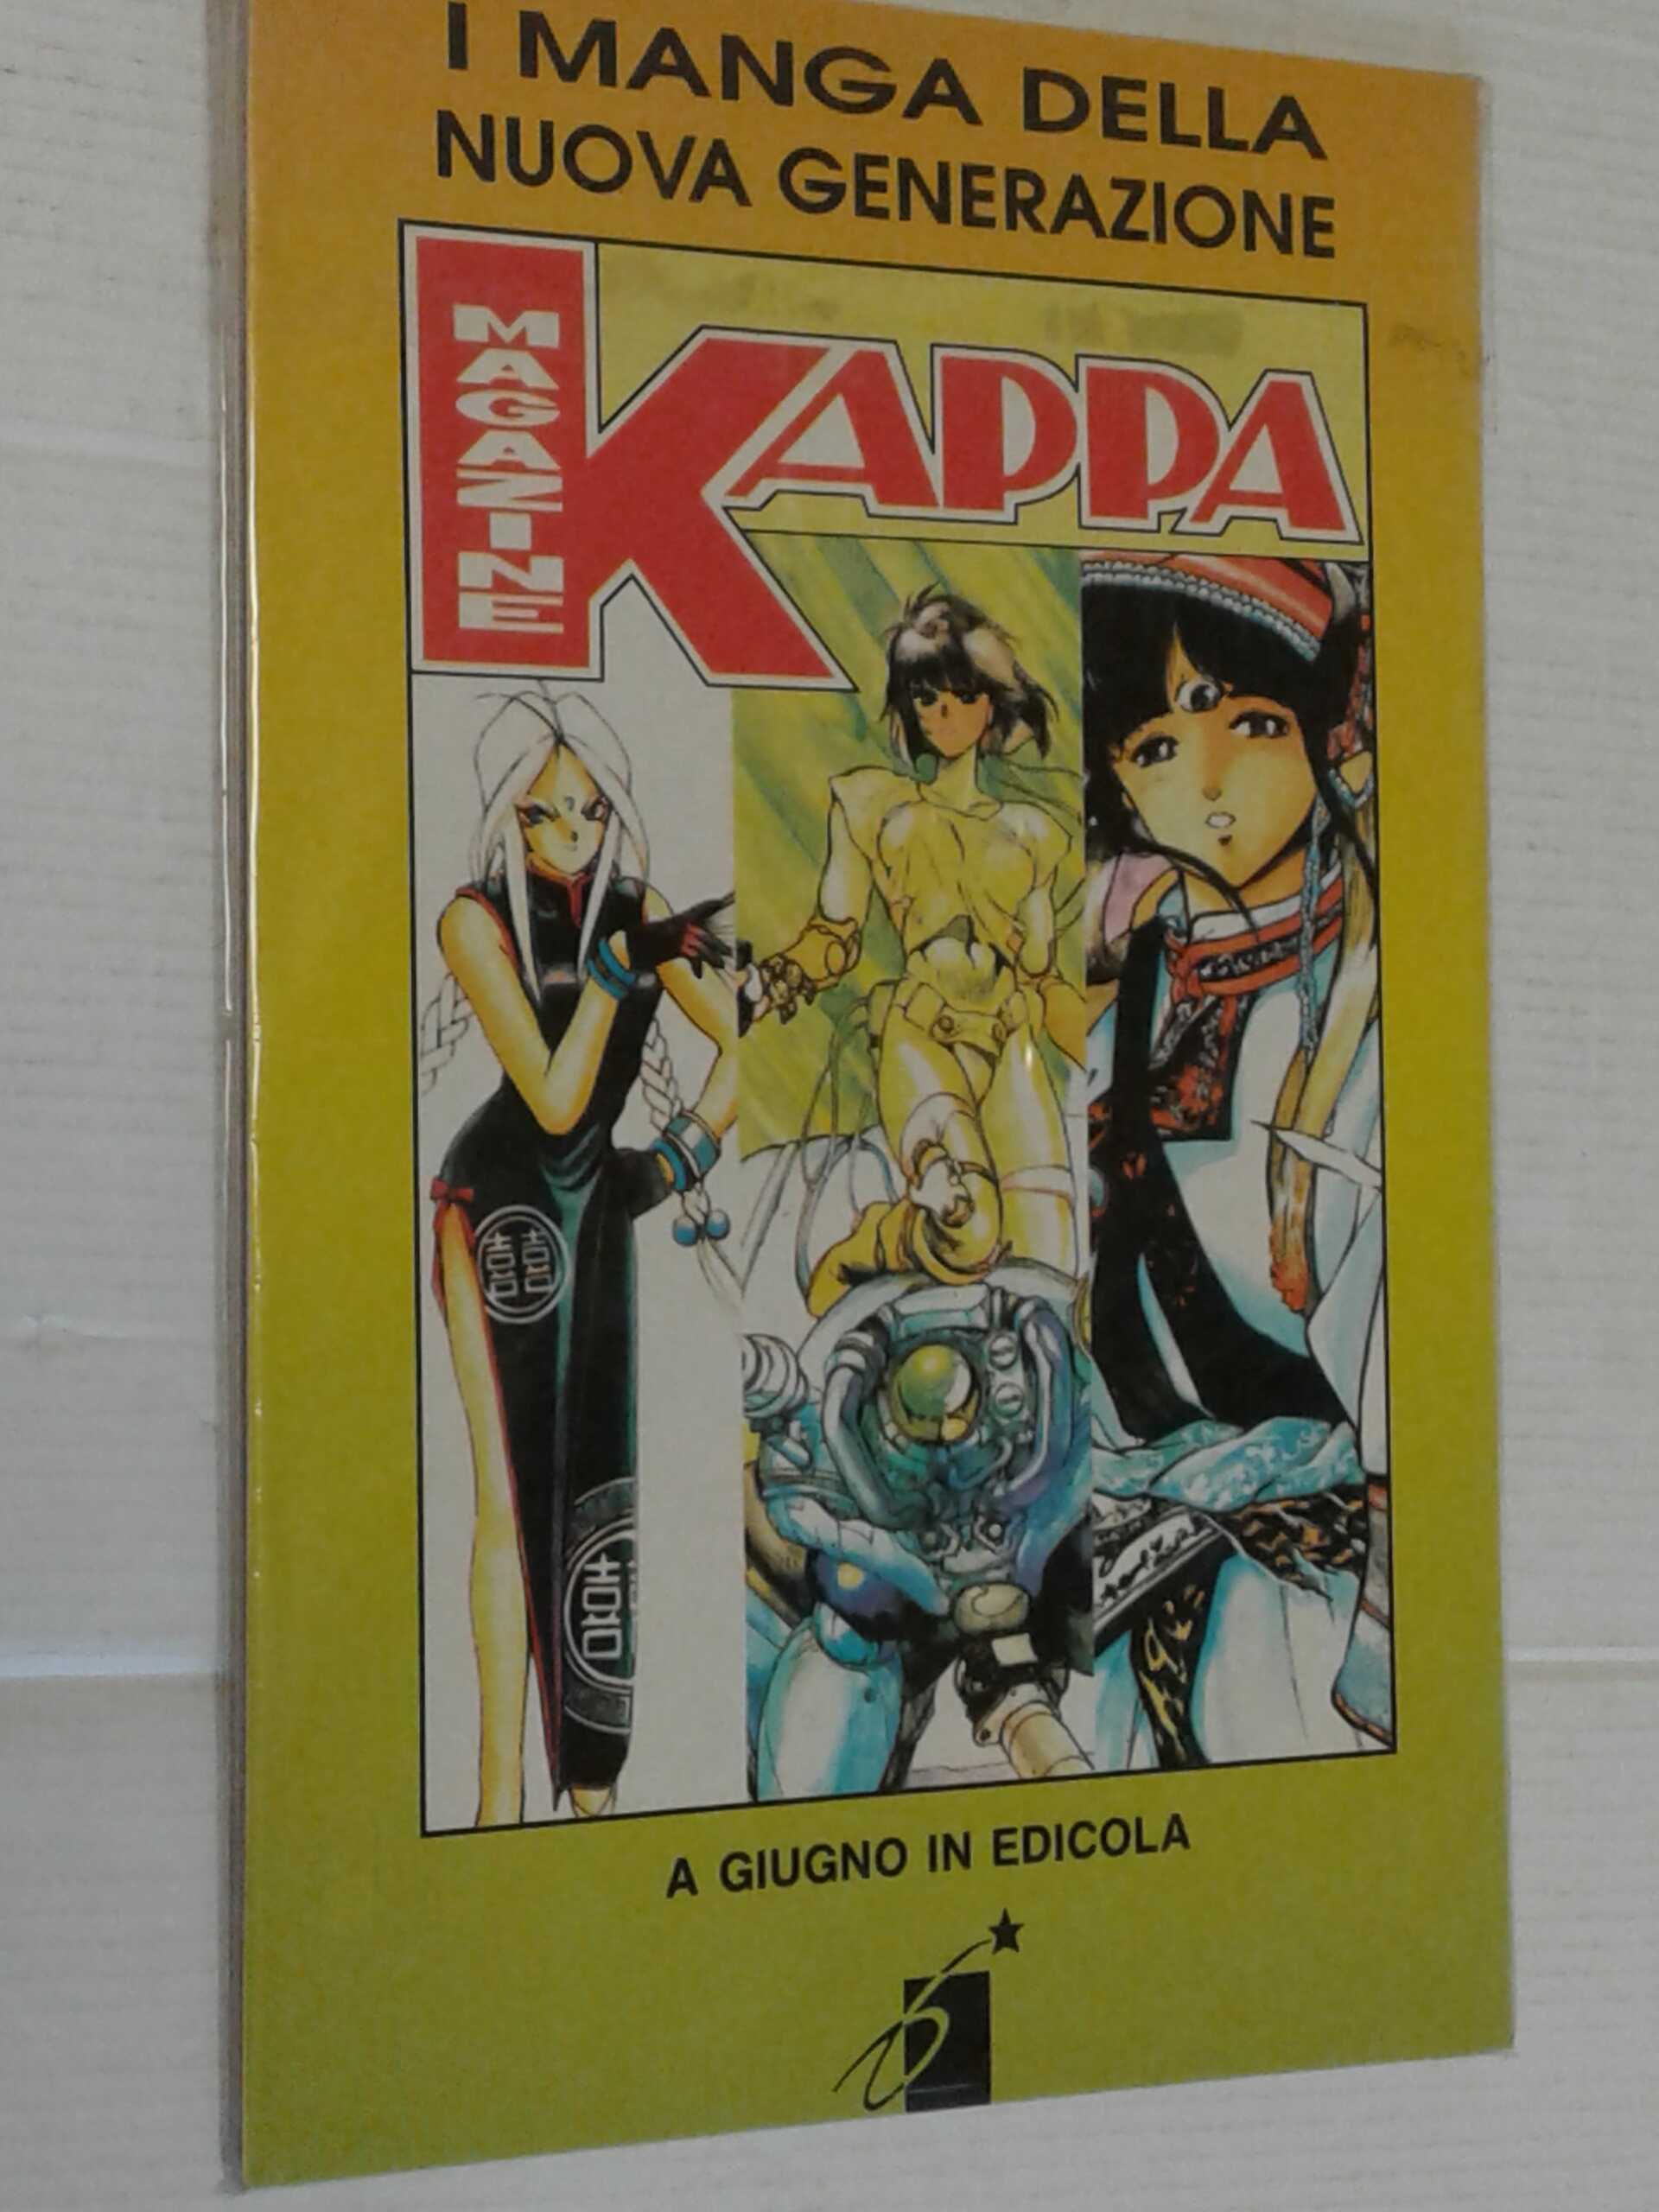 I MANGA DELLA
NUOVA GENERAZIONE
MAGAZINE
KAPPA
A GIUGNO IN EDICOLA